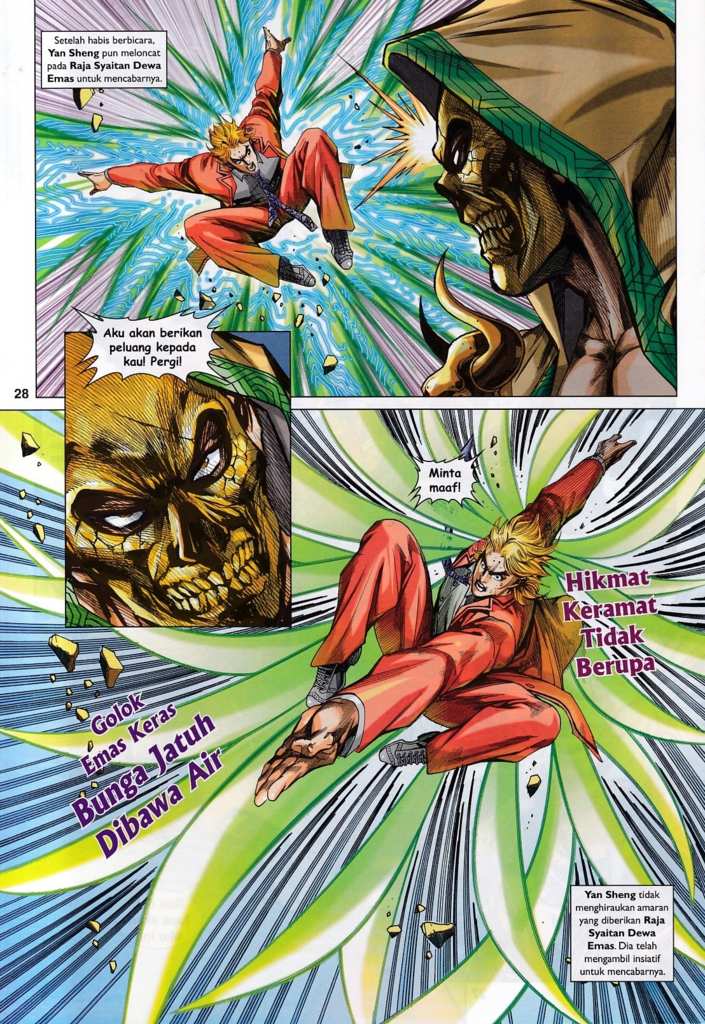 Setelah habis berbicara,
Yan Sheng pun meloncat
pada Raja Syaitan Dewa
Emas untuk mencabarnya.
Aku akan berikan
peluang kepada
kau! Pergi!
28
Minta
maaf!
Hikmat
Keramat
Tidak
Berupa
Golok
Emas Keras
Bunga Jatuh
Dibawa Air
Yan Sheng tidak
menghiraukan amaran
yang diberikan Raja
Syaitan Dewa
Emas. Dia telah
mengambil insiatif
untuk mencabarnya.